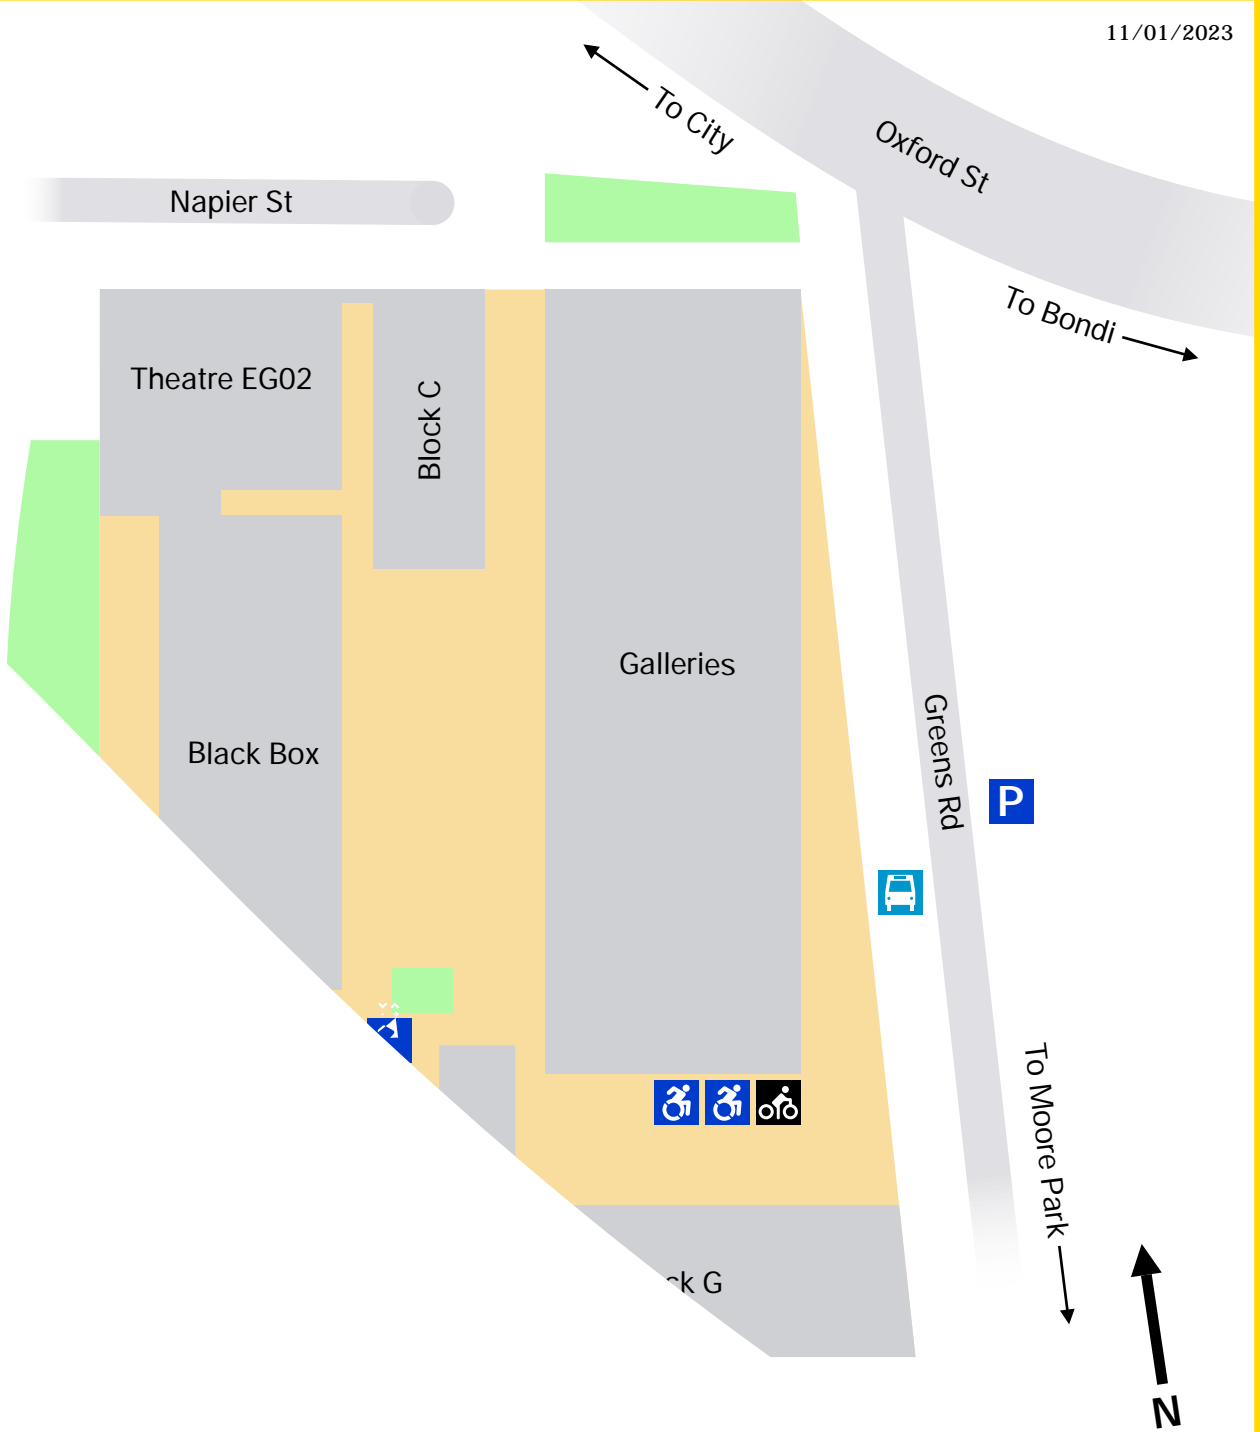 11/01/2023
To City
Oxford St
Napier St
To Bondi
Theatre EG02
Block C
Galleries
Greens Rd
Black Box
P
To Moore Park
ck G
N